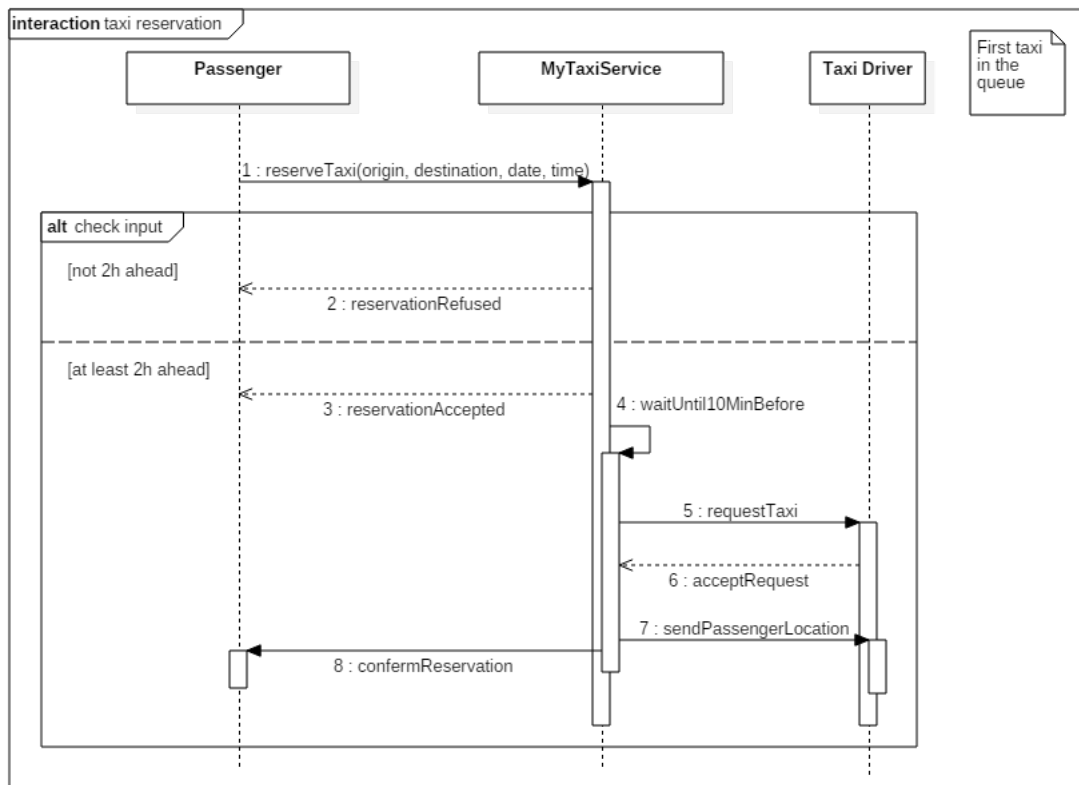 interaction taxi reservation
First taxi
in the
queue
Passenger
MyTaxiService
Taxi Driver
1 : reserveTaxi(origin, destination, date, time)
alt check input
[not 2h ahead]
2 : reservationRefused
[at least 2h ahead]
3 : reservationAccepted
4 : waitUntil10MinBefore
5 : requestTaxi
6 : acceptRequest
7 : sendPassengerLocation
8 : confermReservation